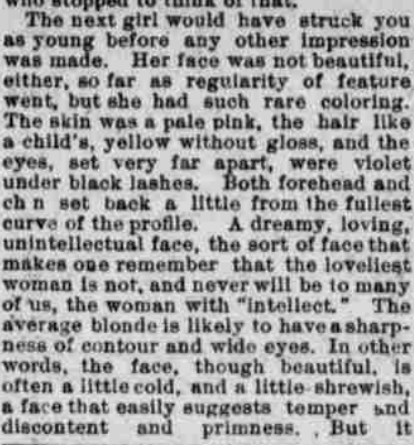 who stopped to think of that.
The next girl would have struck you
as young before any other impression
was made. Her face was not beautiful,
either, so far as regularity of feature
went, but she had such rare coloring.
The skin was a pale pink, the hair like
a child's, yellow without gloss, and the
eyes, set very far apart, were violet
under black lashes. Both forehead and
ch n set back a little from the fullest
curve of the profile. A dreamy, loving,
unintellectual face, the sort of face that
makes one remember that the loveliest
woman is not, and never will be to many
of us, the woman with "intellect." The
average blonde is likely to have a sharp-
ness of contour and wide eyes. In other
words, the face, though beautiful, is
often a little cold, and a little shrewish,
a face that easily suggests temper and
discontent and primness. But it